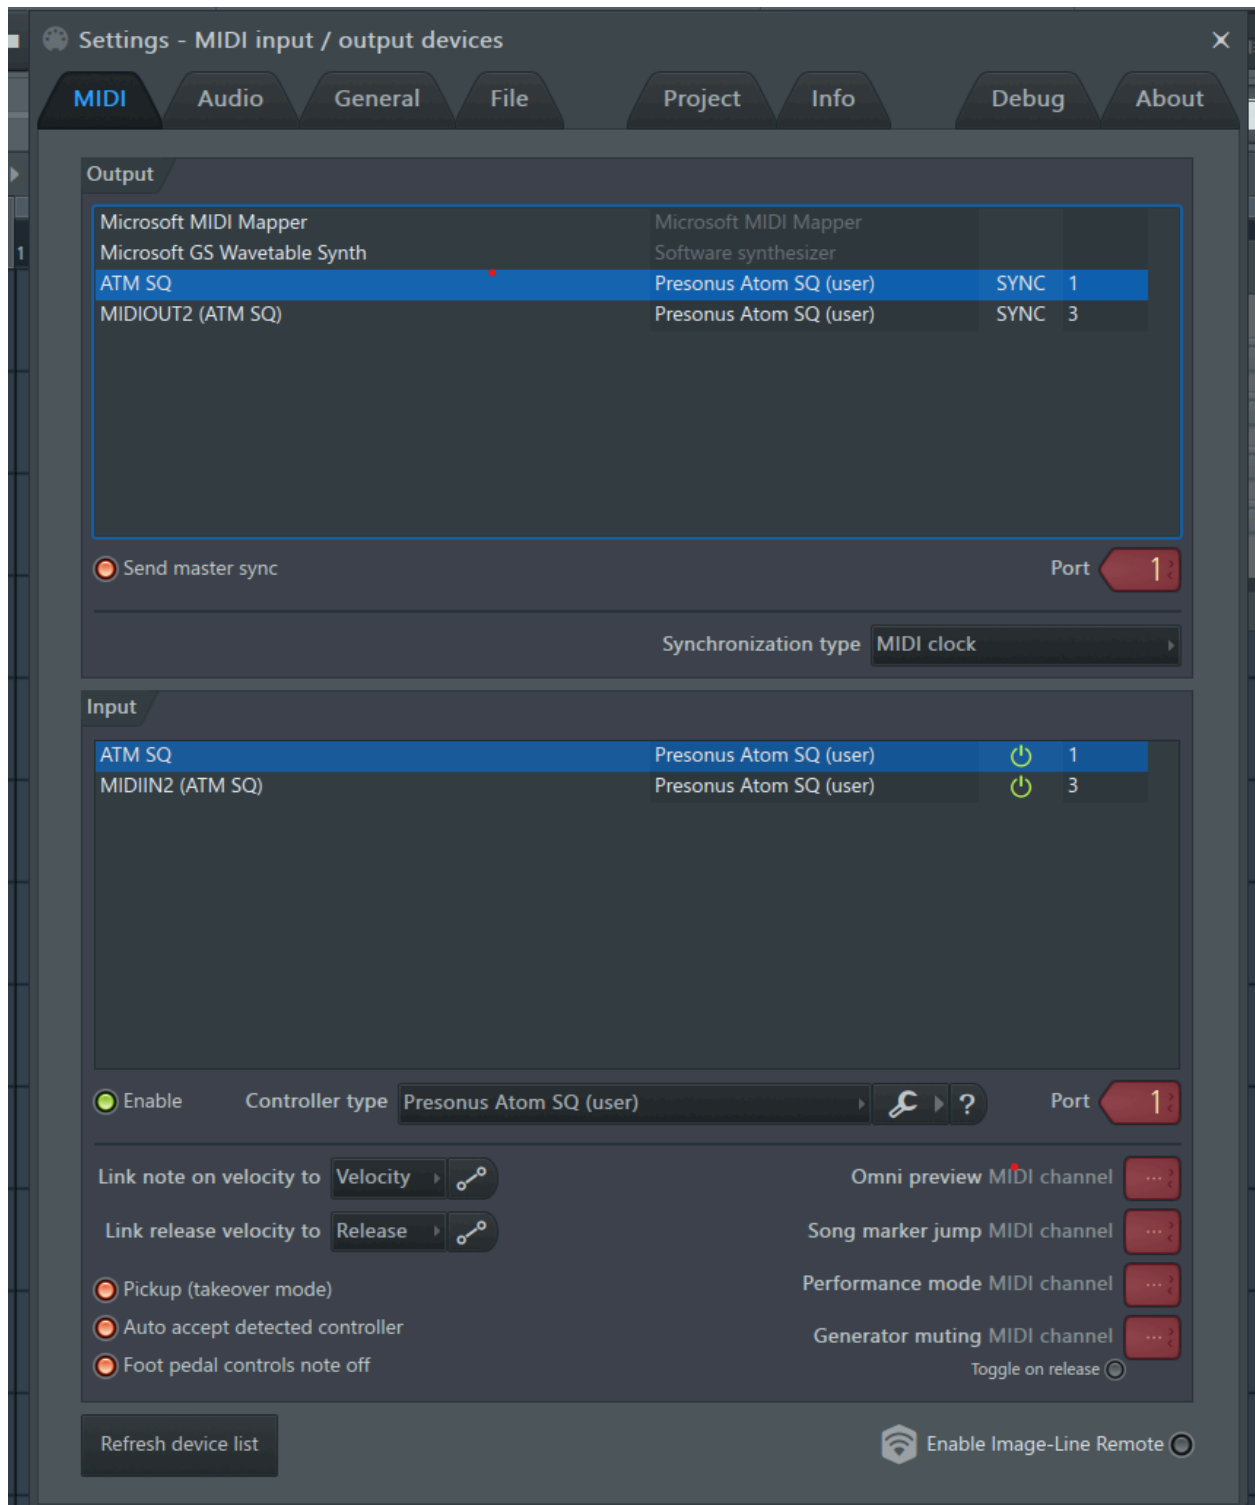 Settings - MIDI input / output devices
MIDI Audio General File Project Info Debug About
Output
Microsoft MIDI Mapper Microsoft MIDI Mapper
Microsoft GS Wavetable Synth Software synthesizer
ATM SQ Presonus Atom SQ (user) SYNC 1
MIDIOUT2 (ATM SQ) Presonus Atom SQ (user) SYNC 3
1
Send master sync Port 1
Synchronization type MIDI clock
Input
ATM SQ Presonus Atom SQ (user) 1
MIDIIN2 (ATM SQ) Presonus Atom SQ (user) 3
Enable Controller type Presonus Atom SQ (user) ? Port 1
Link note on velocity to Velocity Omni preview MIDI channel ...
Link release velocity to Release Song marker jump MIDI channel ...
Pickup (takeover mode) Performance mode MIDI channel ...
Auto accept detected controller Generator muting MIDI channel ...
Foot pedal controls note off Toggle on release
Refresh device list Enable Image-Line Remote